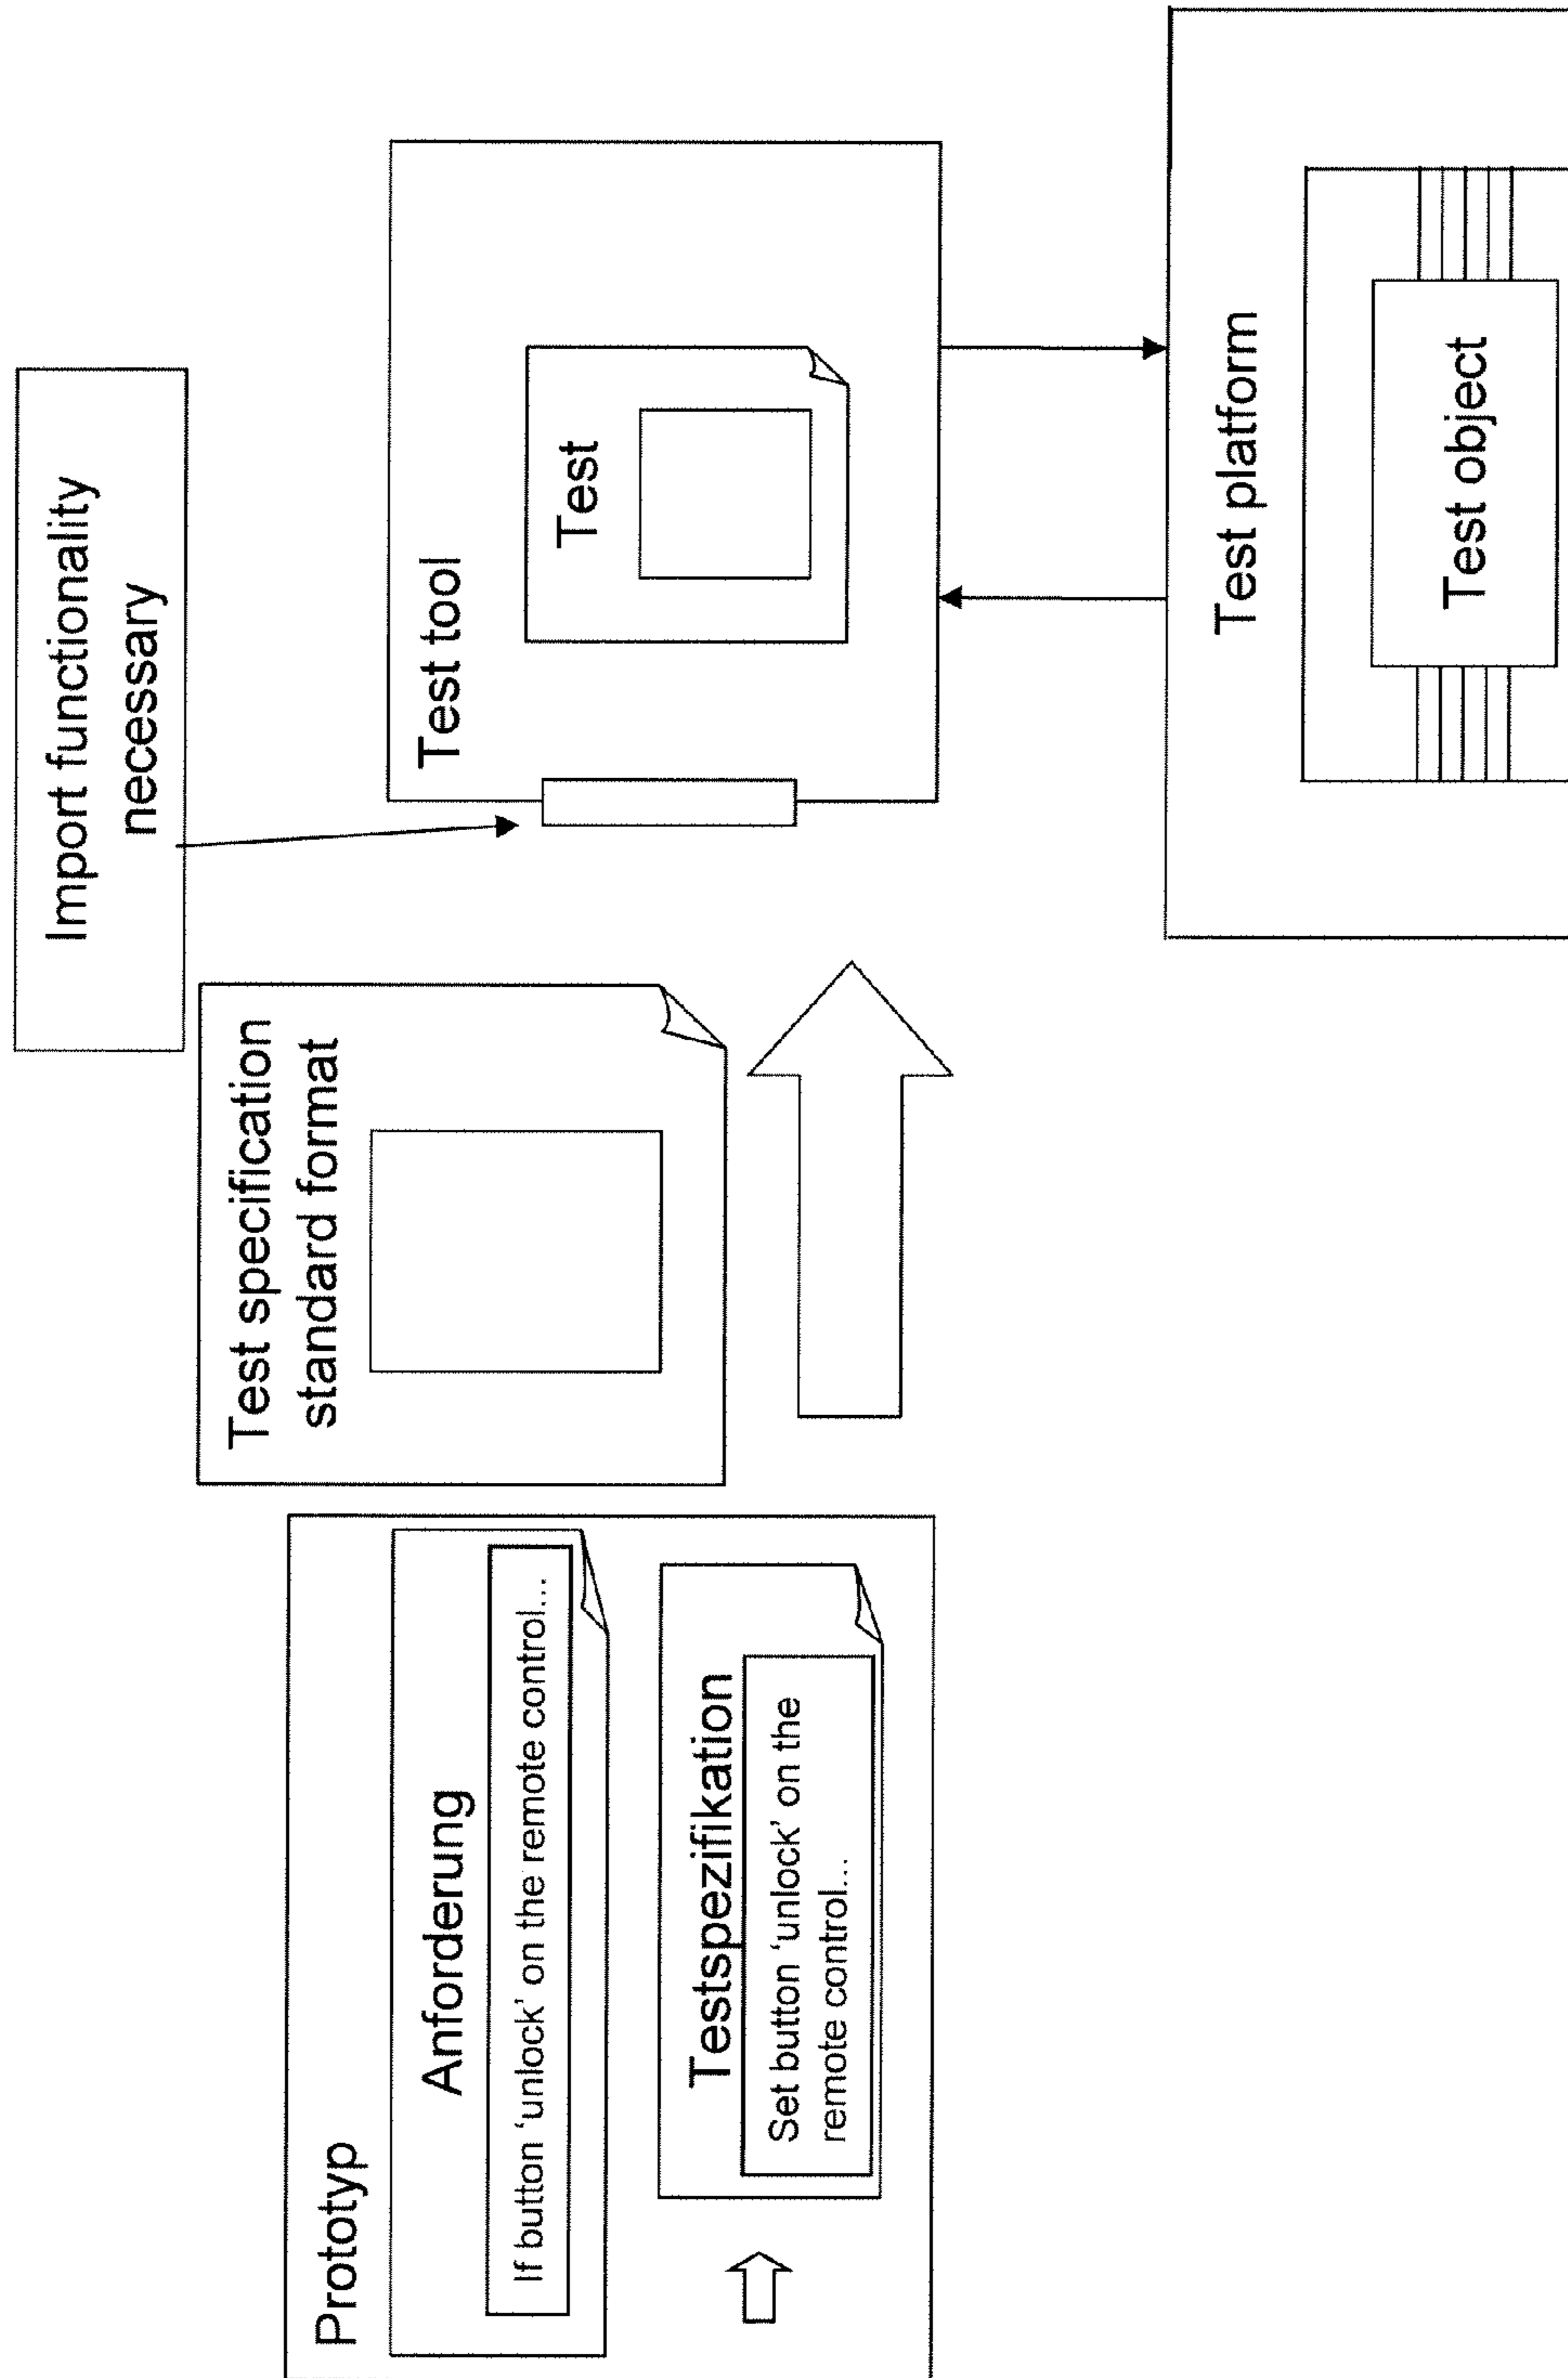 Prototyp
Anforderung
If button ‘unlock’ on the remote control...
Testspezifikation
Set button ‘unlock’ on the
remote control...
Test specification
standard format
Import functionality
necessary
Test tool
Test
Test platform
Test object